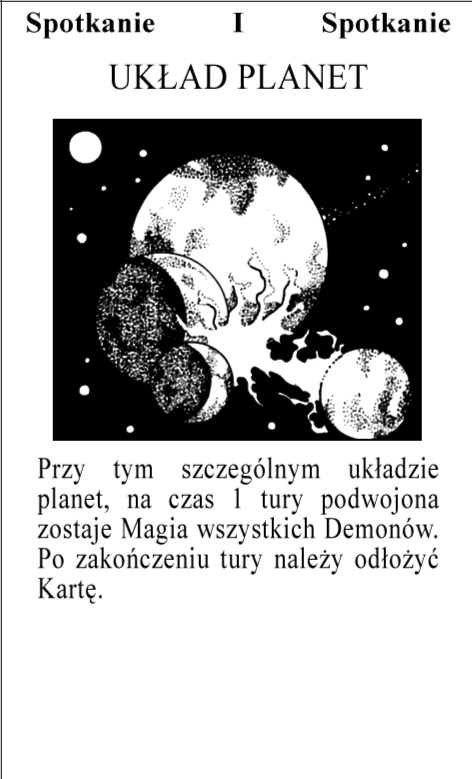 Spotkanie I Spotkanie
UKŁAD PLANET
Przy tym szczególnym układzie
planet, na czas 1 tury podwojona
zostaje Magia wszystkich Demonów.
Po zakończeniu tury należy odłożyć
Kartę.